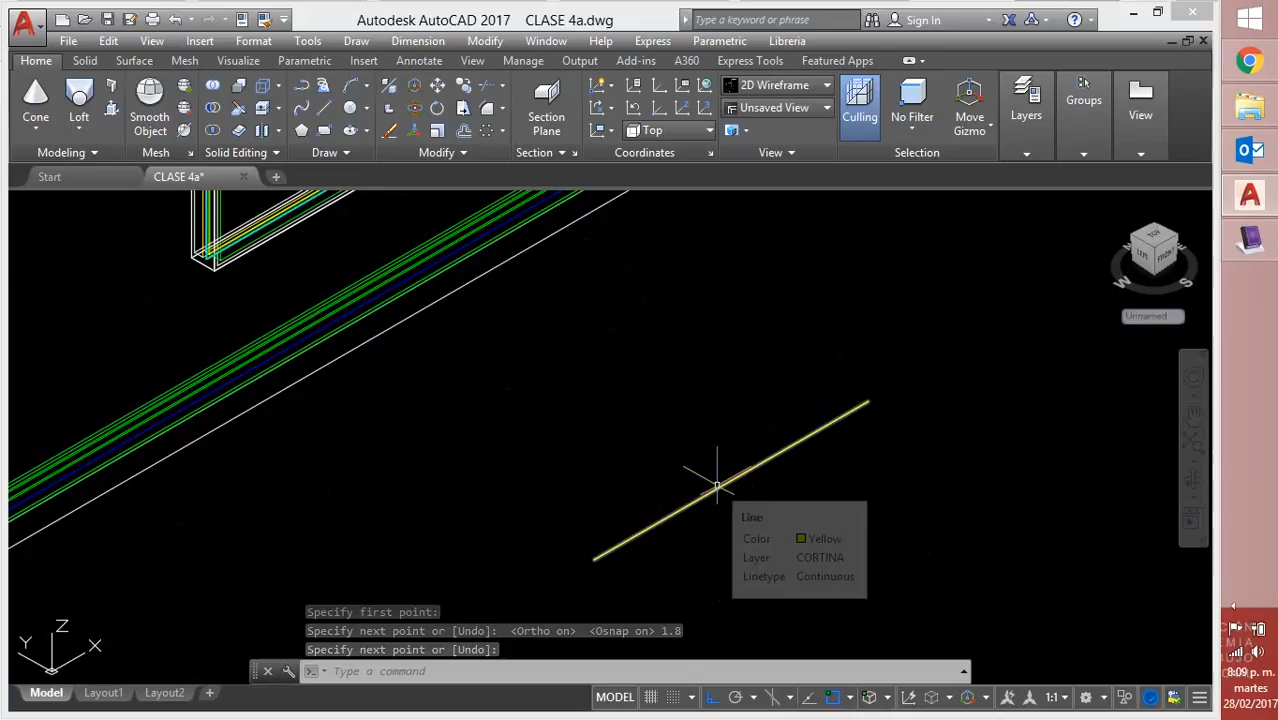 Autodesk AutoCAD 2017 CLASE 4a.dwg
Type a keyword or phrase
Sign In
File Edit View Insert Format Tools Draw Dimension Modify Window Help Express Parametric Libreria
Home Solid Surface Mesh Visualize Parametric Insert Annotate View Manage Output Add-ins A360 Express Tools Featured Apps
2D Wireframe
Unsaved View
Top
Cone
Loft
Smooth
Object
Section
Plane
Culling
No Filter
Move
Gizmo
Layers
Groups
View
Modeling
Mesh
Solid Editing
Draw
Modify
Section
Coordinates
View
Selection
Start
CLASE 4a*
TOP
LEFT
FRONT
W
S
Unnamed
Line
Color Yellow
Layer CORTINA
Linetype Continuous
Specify first point:
Specify next point or [Undo]: <Ortho on> <Osnap on> 1.8
Specify next point or [Undo]:
Type a command
Z
Y
X
Model Layout1 Layout2
MODEL
1:1
8:09 p. m.
martes
28/02/2017